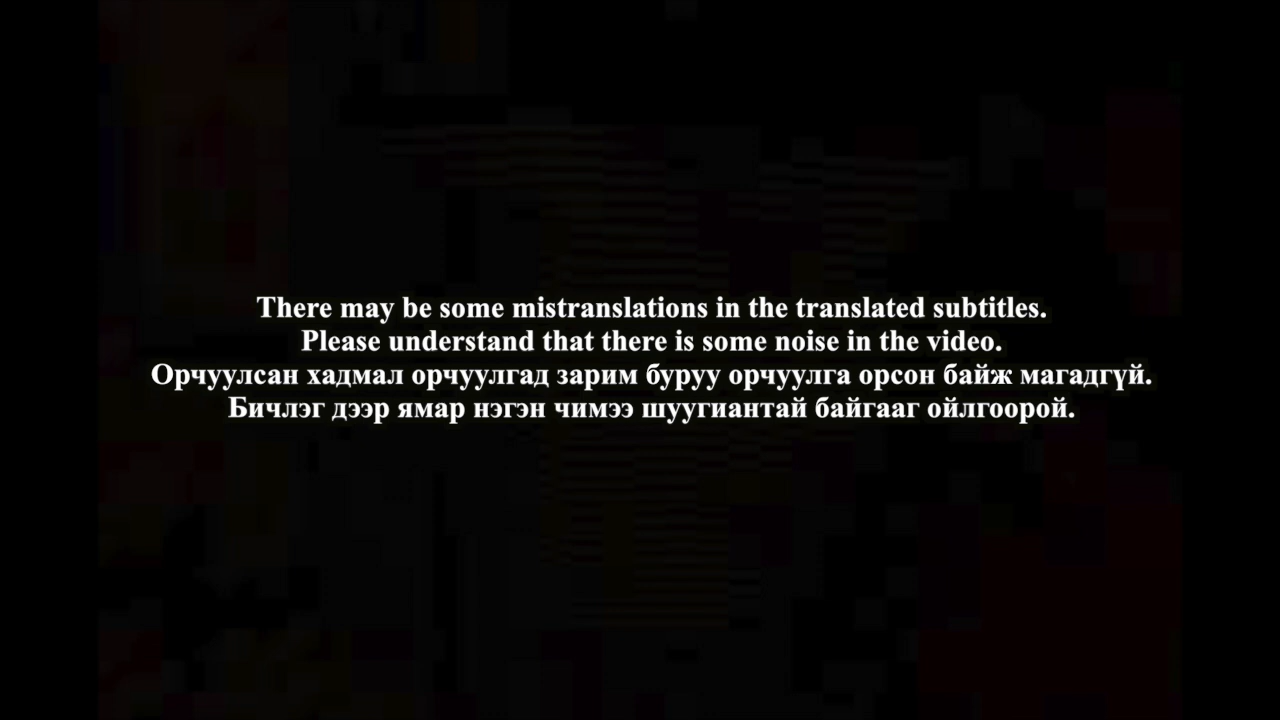 There may be some mistranslations in the translated subtitles.
Please understand that there is some noise in the video.
Орчуулсан хадмал орчуулгад зарим буруу орчуулга орсон байж магадгүй.
Бичлэг дээр ямар нэгэн чимээ шуугиантай байгааг ойлгоорой.